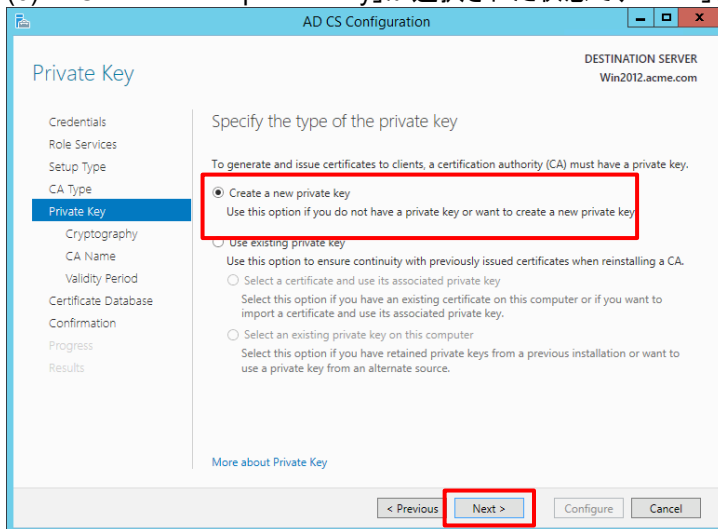 AD CS Configuration
Private Key
DESTINATION SERVER
Win2012.acme.com
Credentials
Role Services
Setup Type
CA Type
Private Key
Cryptography
CA Name
Validity Period
Certificate Database
Confirmation
Progress
Results
Specify the type of the private key
To generate and issue certificates to clients, a certification authority (CA) must have a private key.
Create a new private key
Use this option if you do not have a private key or want to create a new private key
Use existing private key
Use this option to ensure continuity with previously issued certificates when reinstalling a CA.
Select a certificate and use its associated private key
Select this option if you have an existing certificate on this computer or if you want to
import a certificate and use its associated private key.
Select an existing private key on this computer
Select this option if you have retained private keys from a previous installation or want to
use a private key from an alternate source.
More about Private Key
< Previous
Next >
Configure
Cancel